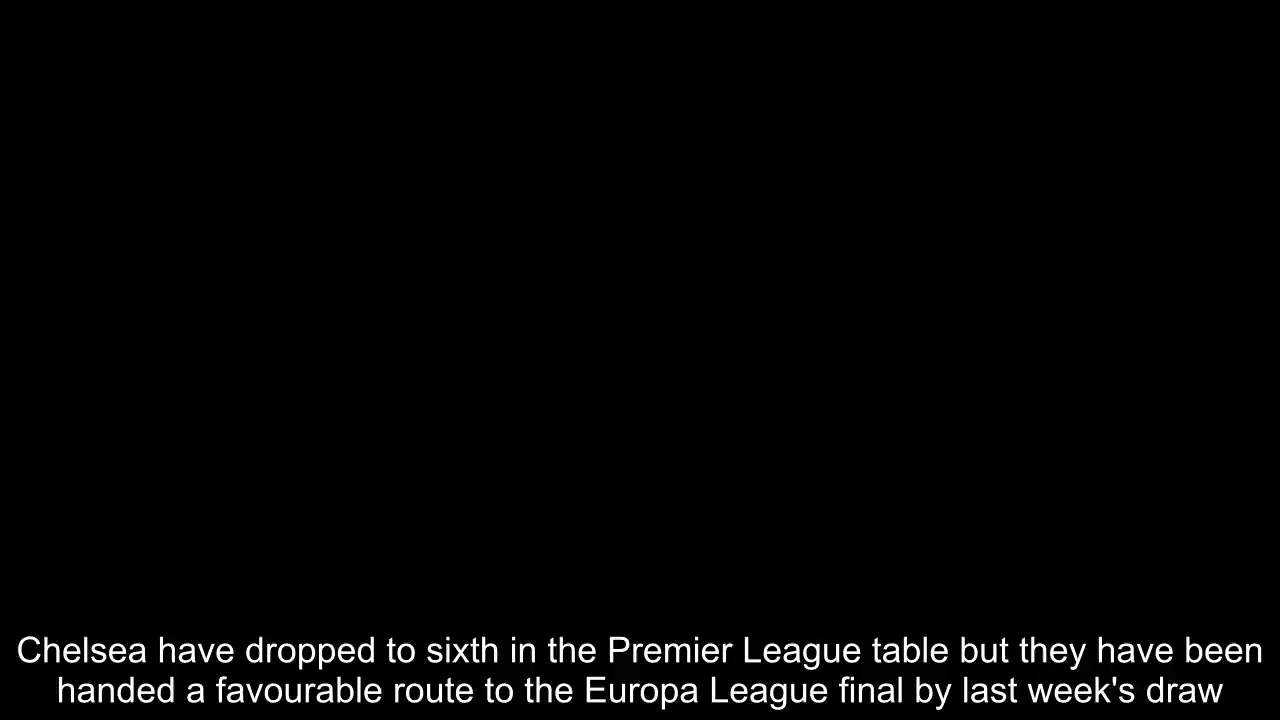 Chelsea have dropped to sixth in the Premier League table but they have been
handed a favourable route to the Europa League final by last week's draw